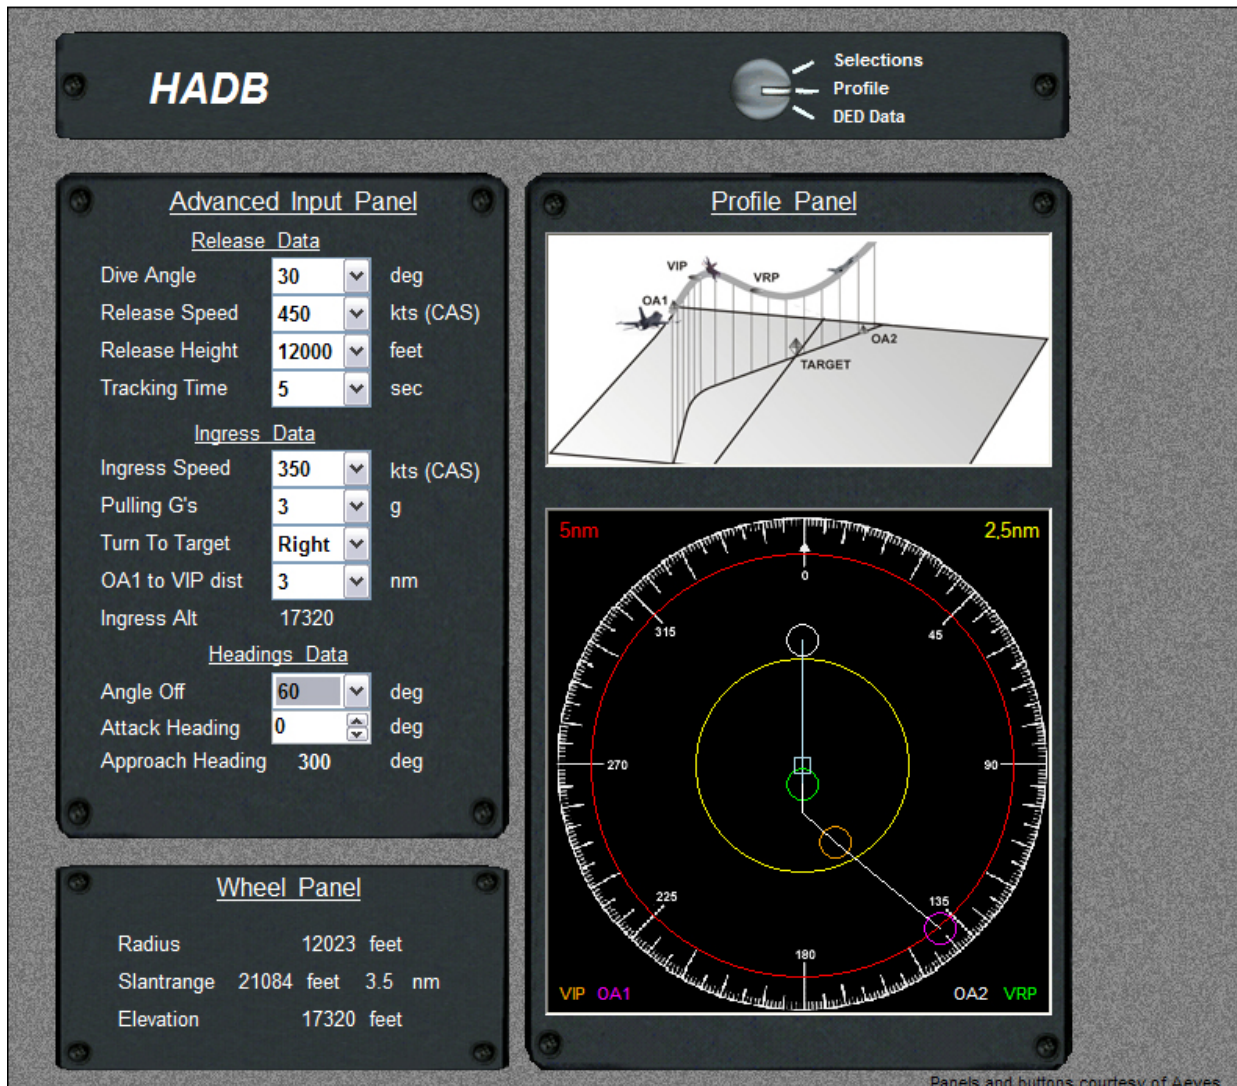 HADB
Selections
Profile
DED Data
Advanced Input Panel
Release Data
Dive Angle 30 deg
Release Speed 450 kts (CAS)
Release Height 12000 feet
Tracking Time 5 sec
Ingress Data
Ingress Speed 350 kts (CAS)
Pulling G's 3 g
Turn To Target Right
OA1 to VIP dist 3 nm
Ingress Alt 17320
Headings Data
Angle Off 60 deg
Attack Heading 0 deg
Approach Heading 300 deg
Wheel Panel
Radius 12023 feet
Slantrange 21084 feet 3.5 nm
Elevation 17320 feet
Profile Panel
VIP
VRP
OA1
OA2
TARGET
5nm 2,5nm
0
315 45
270 90
225 135
180
VIP OA1 OA2 VRP
Panels and buttons courtesy of Aeyes